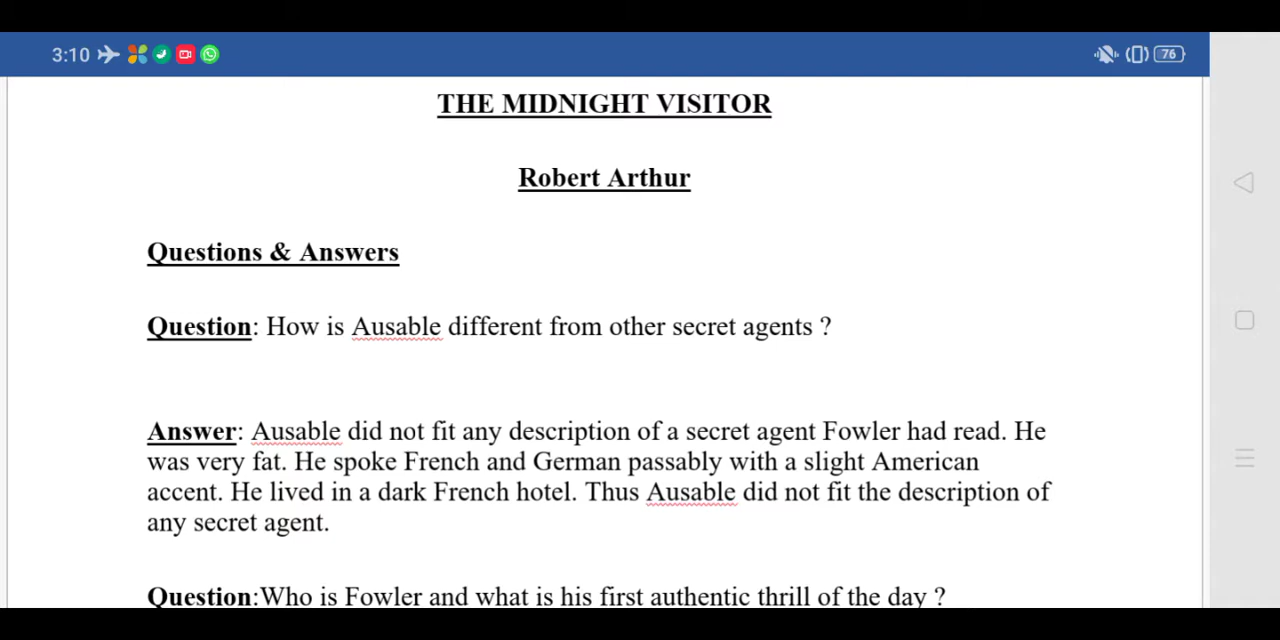 3:10
76
THE MIDNIGHT VISITOR
Robert Arthur
Questions & Answers
Question: How is Ausable different from other secret agents ?
Answer: Ausable did not fit any description of a secret agent Fowler had read. He
was very fat. He spoke French and German passably with a slight American
accent. He lived in a dark French hotel. Thus Ausable did not fit the description of
any secret agent.
Question:Who is Fowler and what is his first authentic thrill of the day ?